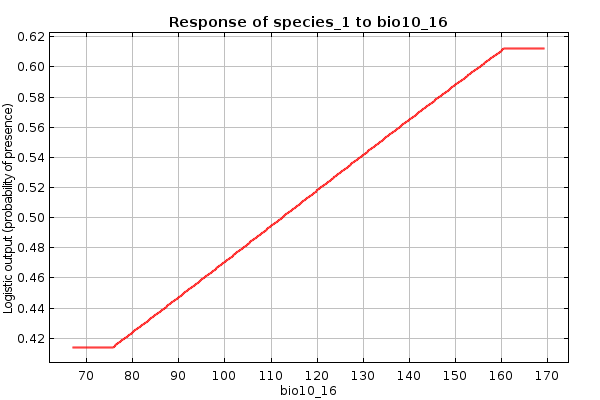 Response of species_1 to bio10_16
Logistic output (probability of presence)
0.62
0.60
0.58
0.56
0.54
0.52
0.50
0.48
0.46
0.44
0.42
70 80 90 100 110 120 130 140 150 160 170
bio10_16